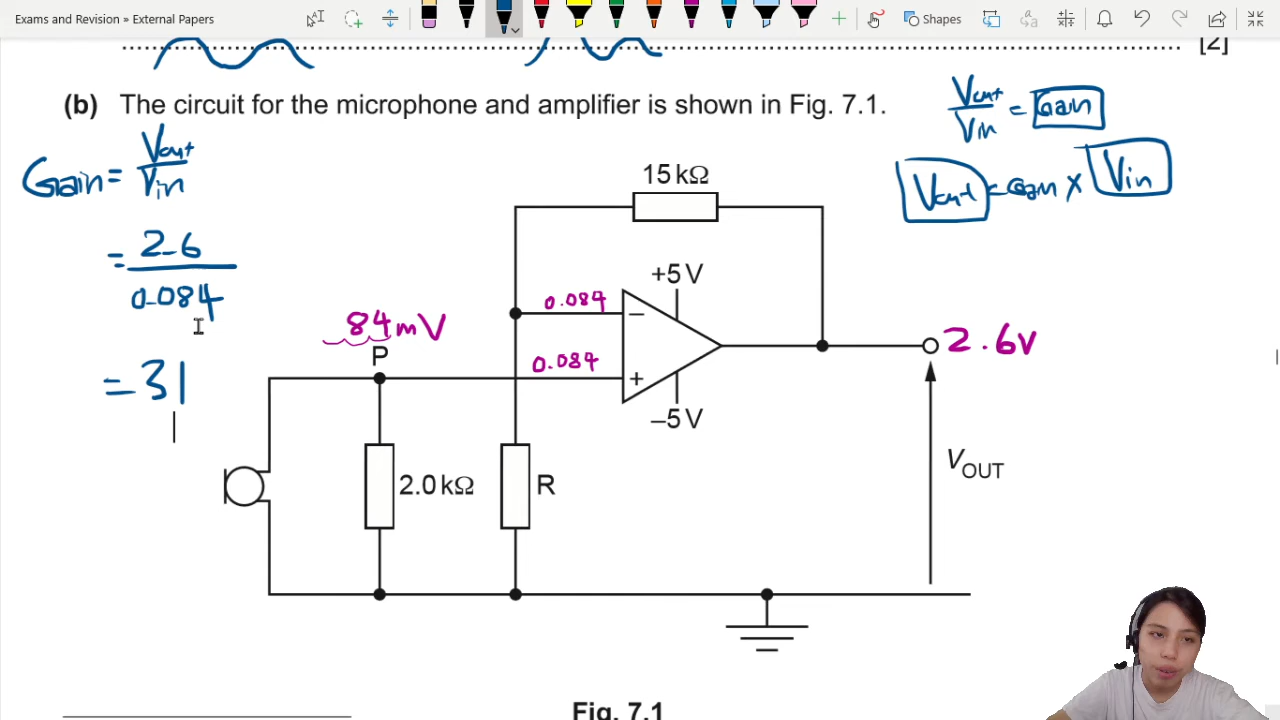 Exams and Revision » External Papers
Shapes
[2]
(b) The circuit for the microphone and amplifier is shown in Fig. 7.1.
Vout
Vin
= Gain
Vout = Gain × Vin
Gain = Vout
Vin
= 2.6
0.084
= 31
15 kΩ
+5 V
0.084
−
84mV
P
0.084
+
−5 V
2.6V
2.0 kΩ
R
VOUT
Fig. 7.1